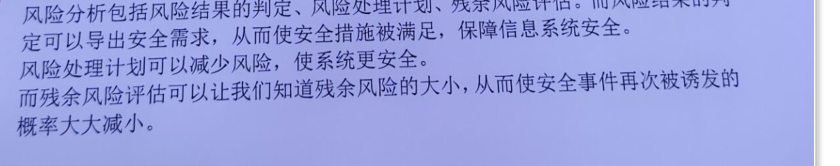 风险分析包括风险结果的判定、风险处理计划、残余风险评估。而风险结果的判
定可以导出安全需求，从而使安全措施被满足，保障信息系统安全。
风险处理计划可以减少风险，使系统更安全。
而残余风险评估可以让我们知道残余风险的大小，从而使安全事件再次被诱发的
概率大大减小。